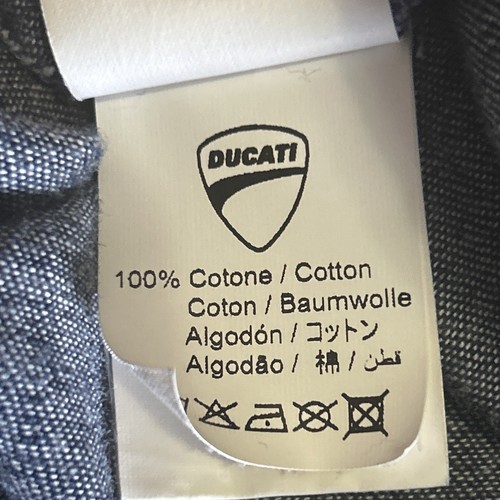 DUCATI
100% Cotone / Cotton
Coton / Baumwolle
Algodón / コットン
Algodão / 棉 / قطن